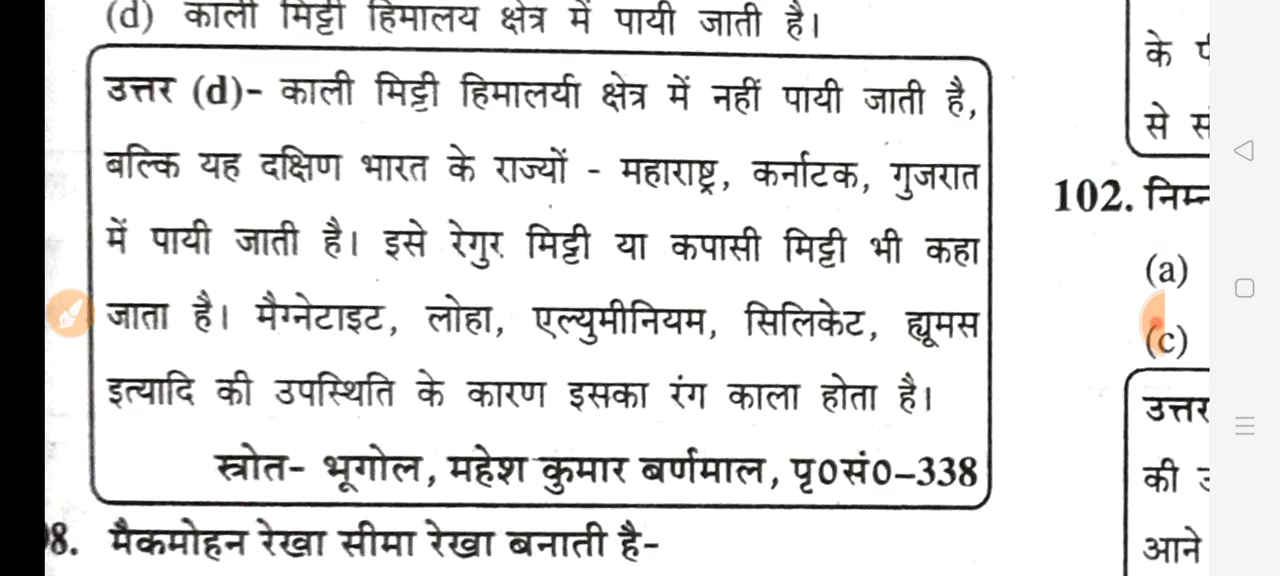 (d) काली मिट्टी हिमालय क्षेत्र में पायी जाती है।
उत्तर (d)- काली मिट्टी हिमालयी क्षेत्र में नहीं पायी जाती है,
बल्कि यह दक्षिण भारत के राज्यों - महाराष्ट्र, कर्नाटक, गुजरात
में पायी जाती है। इसे रेगुर मिट्टी या कपासी मिट्टी भी कहा
जाता है। मैग्नेटाइट, लोहा, एल्युमीनियम, सिलिकेट, ह्यूमस
इत्यादि की उपस्थिति के कारण इसका रंग काला होता है।
स्त्रोत- भूगोल, महेश कुमार बर्णमाल, पृ0सं0-338
8. मैकमोहन रेखा सीमा रेखा बनाती है-
के
से
102. निम्न
(a)
(c)
उत्तर
की
आने